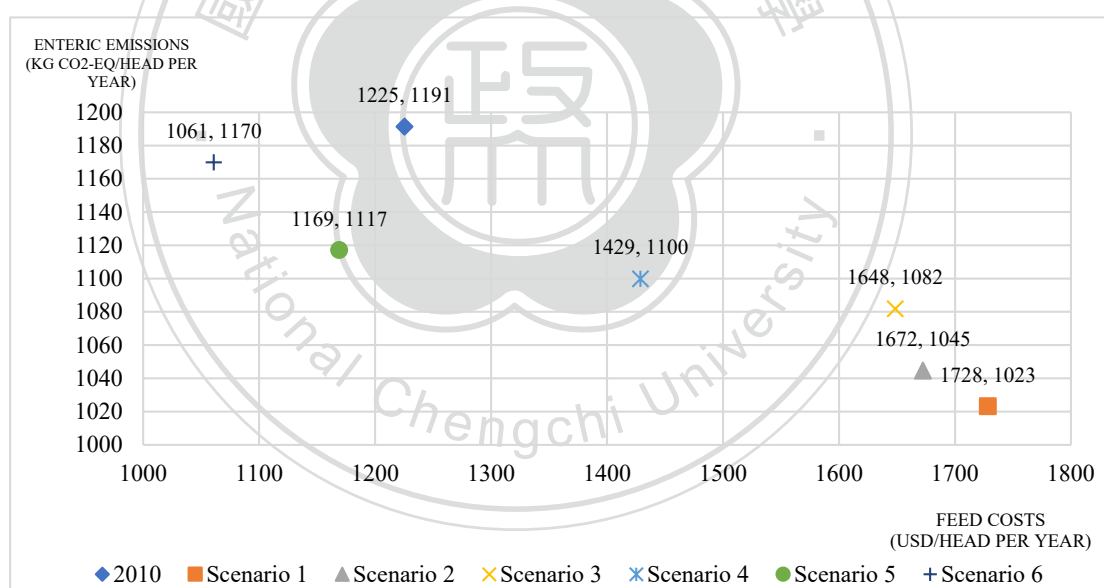 ENTERIC EMISSIONS
(KG CO2-EQ/HEAD PER
YEAR)
1225, 1191
1200
1061, 1170
1180
1160
1140
1169, 1117
1120
1429, 1100
1100
1648, 1082
1080
1060
1672, 1045
1040
1728, 1023
1020
1000
1000 1100 1200 1300 1400 1500 1600 1700 1800
FEED COSTS
(USD/HEAD PER YEAR)
2010 Scenario 1 Scenario 2 Scenario 3 Scenario 4 Scenario 5 Scenario 6
National Chengchi University
政